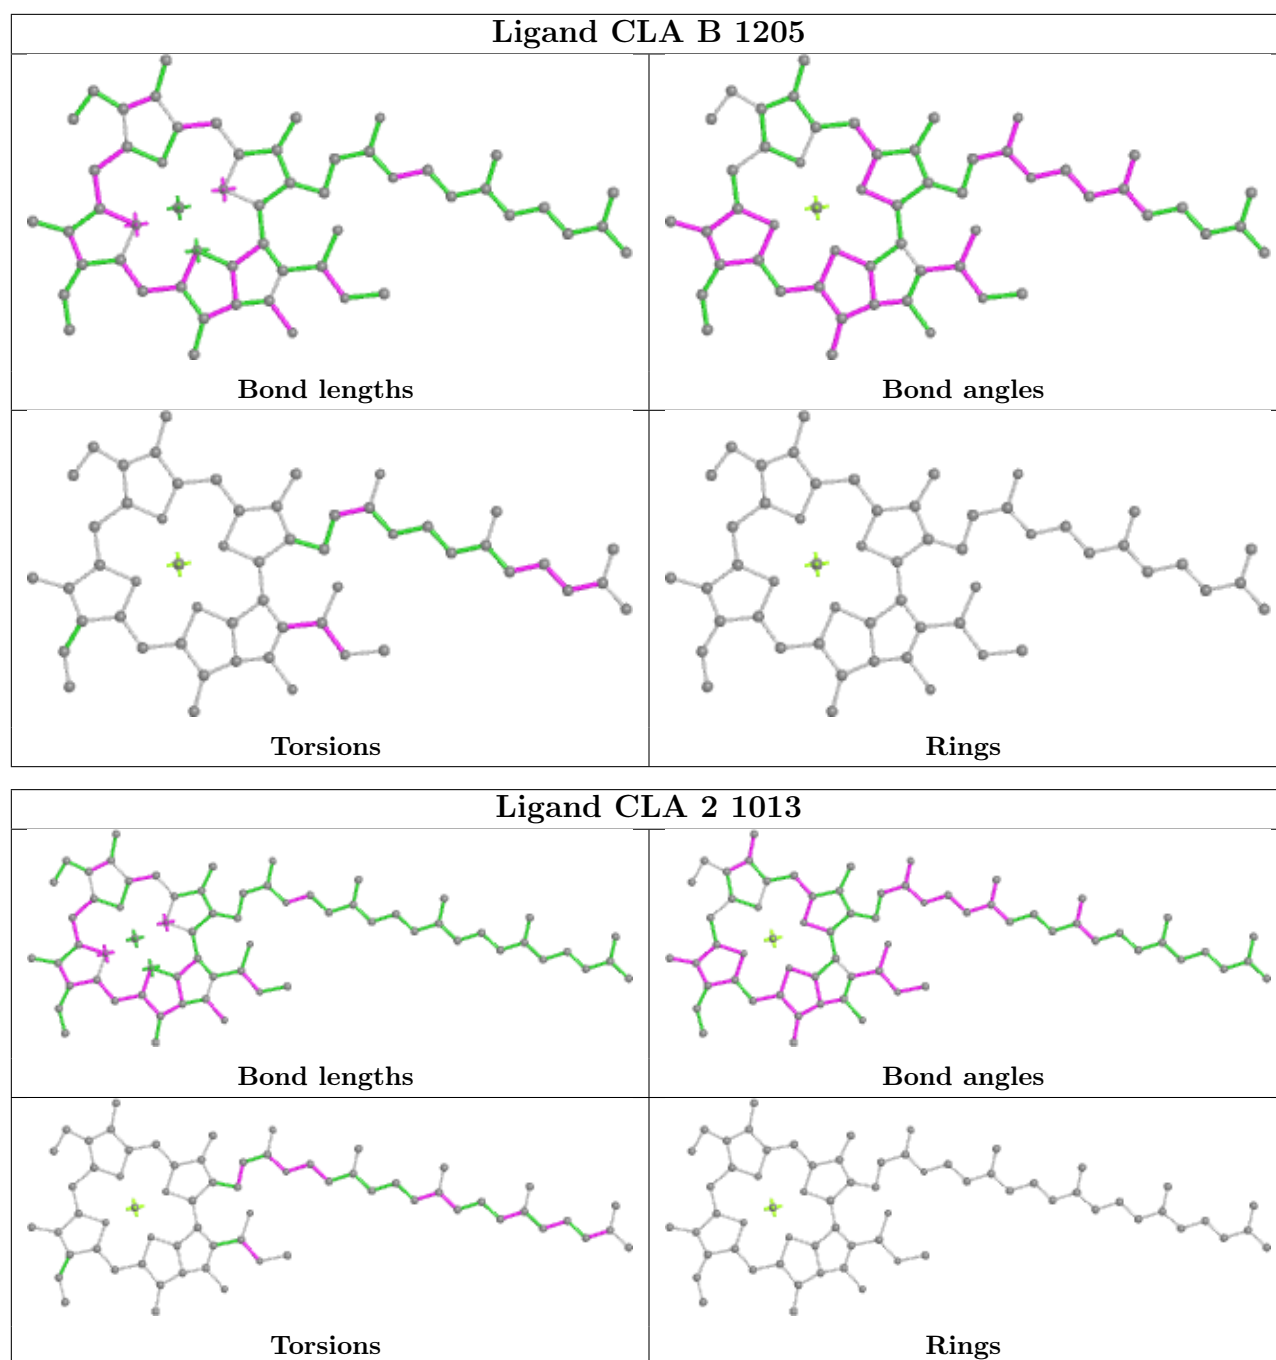 Ligand CLA B 1205
Bond lengths
Bond angles
Torsions
Rings
Ligand CLA 2 1013
Bond lengths
Bond angles
Torsions
Rings